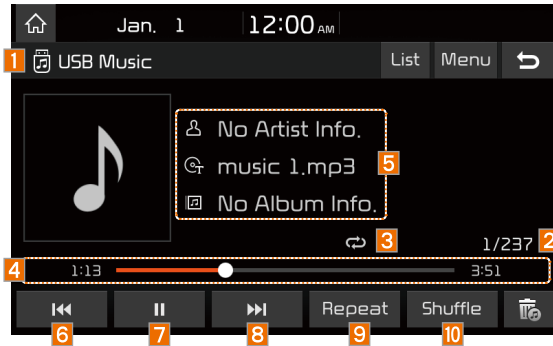 Jan. 1 12:00 AM
1 USB Music List Menu
No Artist Info.
music 1.mp3 5
No Album Info.
3 1/237 2
4 1:13 3:51
Repeat Shuffle
6 7 8 9 10